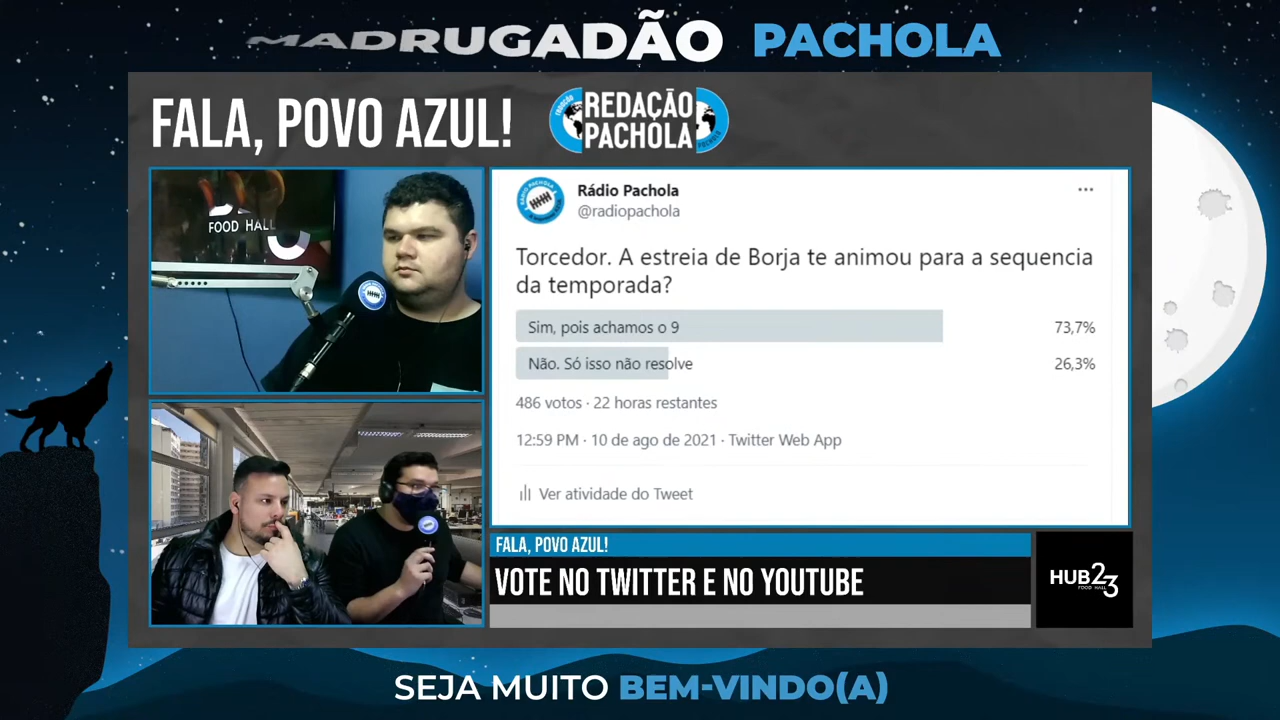 MADRUGADÃO PACHOLA
FALA, POVO AZUL!
REDAÇÃO
PACHOLA
FOOD HALL
Rádio Pachola
@radiopachola
Torcedor. A estreia de Borja te animou para a sequencia
da temporada?
Sim, pois achamos o 9 73,7%
Não. Só isso não resolve 26,3%
486 votos · 22 horas restantes
12:59 PM · 10 de ago de 2021 · Twitter Web App
Ver atividade do Tweet
FALA, POVO AZUL!
VOTE NO TWITTER E NO YOUTUBE
HUB23
FOOD HALL
SEJA MUITO BEM-VINDO(A)